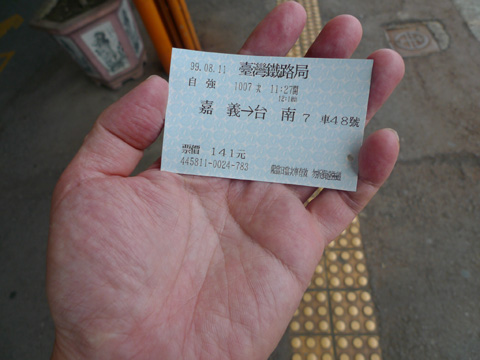 99.08.11 臺灣鐵路局
自強 1007次 11:27開
嘉義→台南 7車48號
票價 141元
445811-0024-783